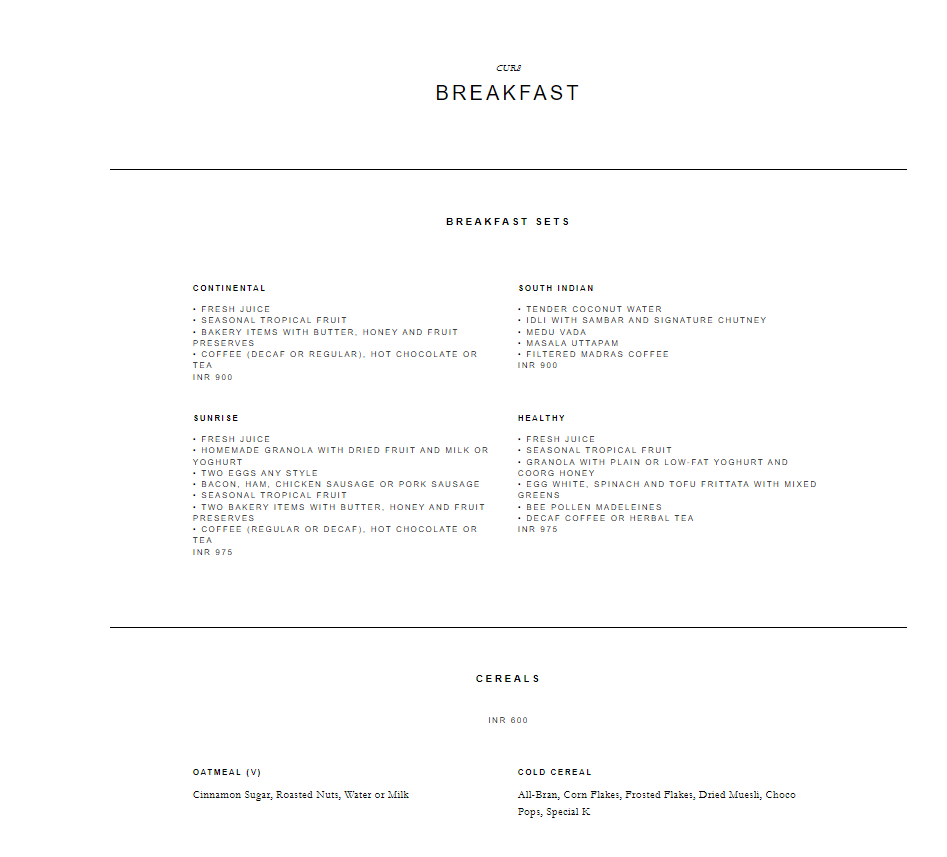 CUR8
BREAKFAST
BREAKFAST SETS
CONTINENTAL
• FRESH JUICE
• SEASONAL TROPICAL FRUIT
• BAKERY ITEMS WITH BUTTER, HONEY AND FRUIT
PRESERVES
• COFFEE (DECAF OR REGULAR), HOT CHOCOLATE OR
TEA
INR 900
SOUTH INDIAN
• TENDER COCONUT WATER
• IDLI WITH SAMBAR AND SIGNATURE CHUTNEY
• MEDU VADA
• MASALA UTTAPAM
• FILTERED MADRAS COFFEE
INR 900
SUNRISE
• FRESH JUICE
• HOMEMADE GRANOLA WITH DRIED FRUIT AND MILK OR
YOGHURT
• TWO EGGS ANY STYLE
• BACON, HAM, CHICKEN SAUSAGE OR PORK SAUSAGE
• SEASONAL TROPICAL FRUIT
• TWO BAKERY ITEMS WITH BUTTER, HONEY AND FRUIT
PRESERVES
• COFFEE (REGULAR OR DECAF), HOT CHOCOLATE OR
TEA
INR 975
HEALTHY
• FRESH JUICE
• SEASONAL TROPICAL FRUIT
• GRANOLA WITH PLAIN OR LOW-FAT YOGHURT AND
COORG HONEY
• EGG WHITE, SPINACH AND TOFU FRITTATA WITH MIXED
GREENS
• BEE POLLEN MADELEINES
• DECAF COFFEE OR HERBAL TEA
INR 975
CEREALS
INR 600
OATMEAL (V)
Cinnamon Sugar, Roasted Nuts, Water or Milk
COLD CEREAL
All-Bran, Corn Flakes, Frosted Flakes, Dried Muesli, Choco
Pops, Special K